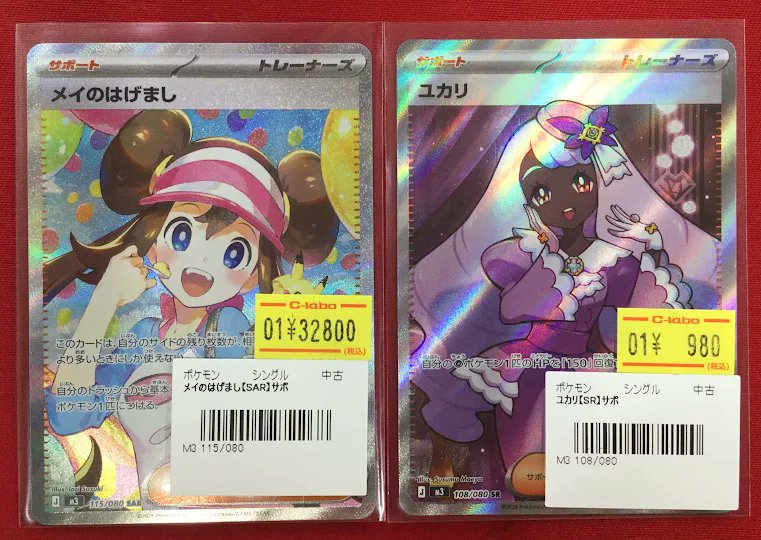 サポート
トレーナーズ
メイのはげまし
このカードは、自分のサイドの残り枚数が、相
より多いときにしか使えな
自分のトラッシュから基本
ポケモン1匹につける。
C-labo
01¥32800
(税込)
ポケモン シングル 中古
メイのはげまし【SAR】サポ
M3 115/080
J M3 115/080 SAR
サポート
トレーナーズ
ユカリ
自分の ポケモン1匹のHPを「150」回復
C-labo
01¥ 980
(税込)
ポケモン シングル 中古
ユカリ【SR】サポ
M3 108/080
サポー
illus. Susumu Maeya
J M3 108/080 SR